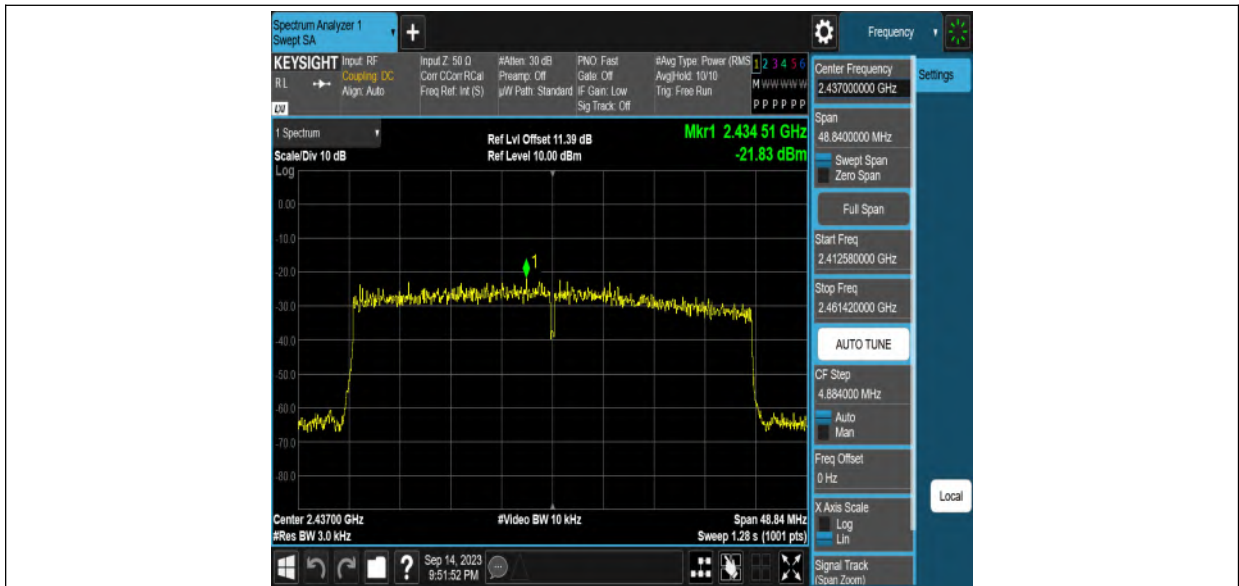 Spectrum Analyzer 1
Swept SA
+
Frequency
KEYSIGHT
R L
LXI
Input: RF
Coupling: DC
Align: Auto
Input Z: 50 Ω
Corr CCorr RCal
Freq Ref: Int (S)
#Atten: 30 dB
Preamp: Off
µW Path: Standard
PNO: Fast
Gate: Off
IF Gain: Low
Sig Track: Off
#Avg Type: Power (RMS
Avg|Hold: 10/10
Trig: Free Run
1 2 3 4 5 6
M W W W W W
P P P P P P
1 Spectrum
Scale/Div 10 dB
Log
Ref Lvl Offset 11.39 dB
Ref Level 10.00 dBm
Mkr1 2.434 51 GHz
-21.83 dBm
0.00
-10.0
-20.0
-30.0
-40.0
-50.0
-60.0
-70.0
-80.0
1
Center 2.43700 GHz
#Res BW 3.0 kHz
#Video BW 10 kHz
Span 48.84 MHz
Sweep 1.28 s (1001 pts)
?
Sep 14, 2023
9:51:52 PM
Center Frequency
2.437000000 GHz
Span
48.8400000 MHz
Swept Span
Zero Span
Full Span
Start Freq
2.412580000 GHz
Stop Freq
2.461420000 GHz
AUTO TUNE
CF Step
4.884000 MHz
Auto
Man
Freq Offset
0 Hz
X Axis Scale
Log
Lin
Signal Track
(Span Zoom)
Settings
Local